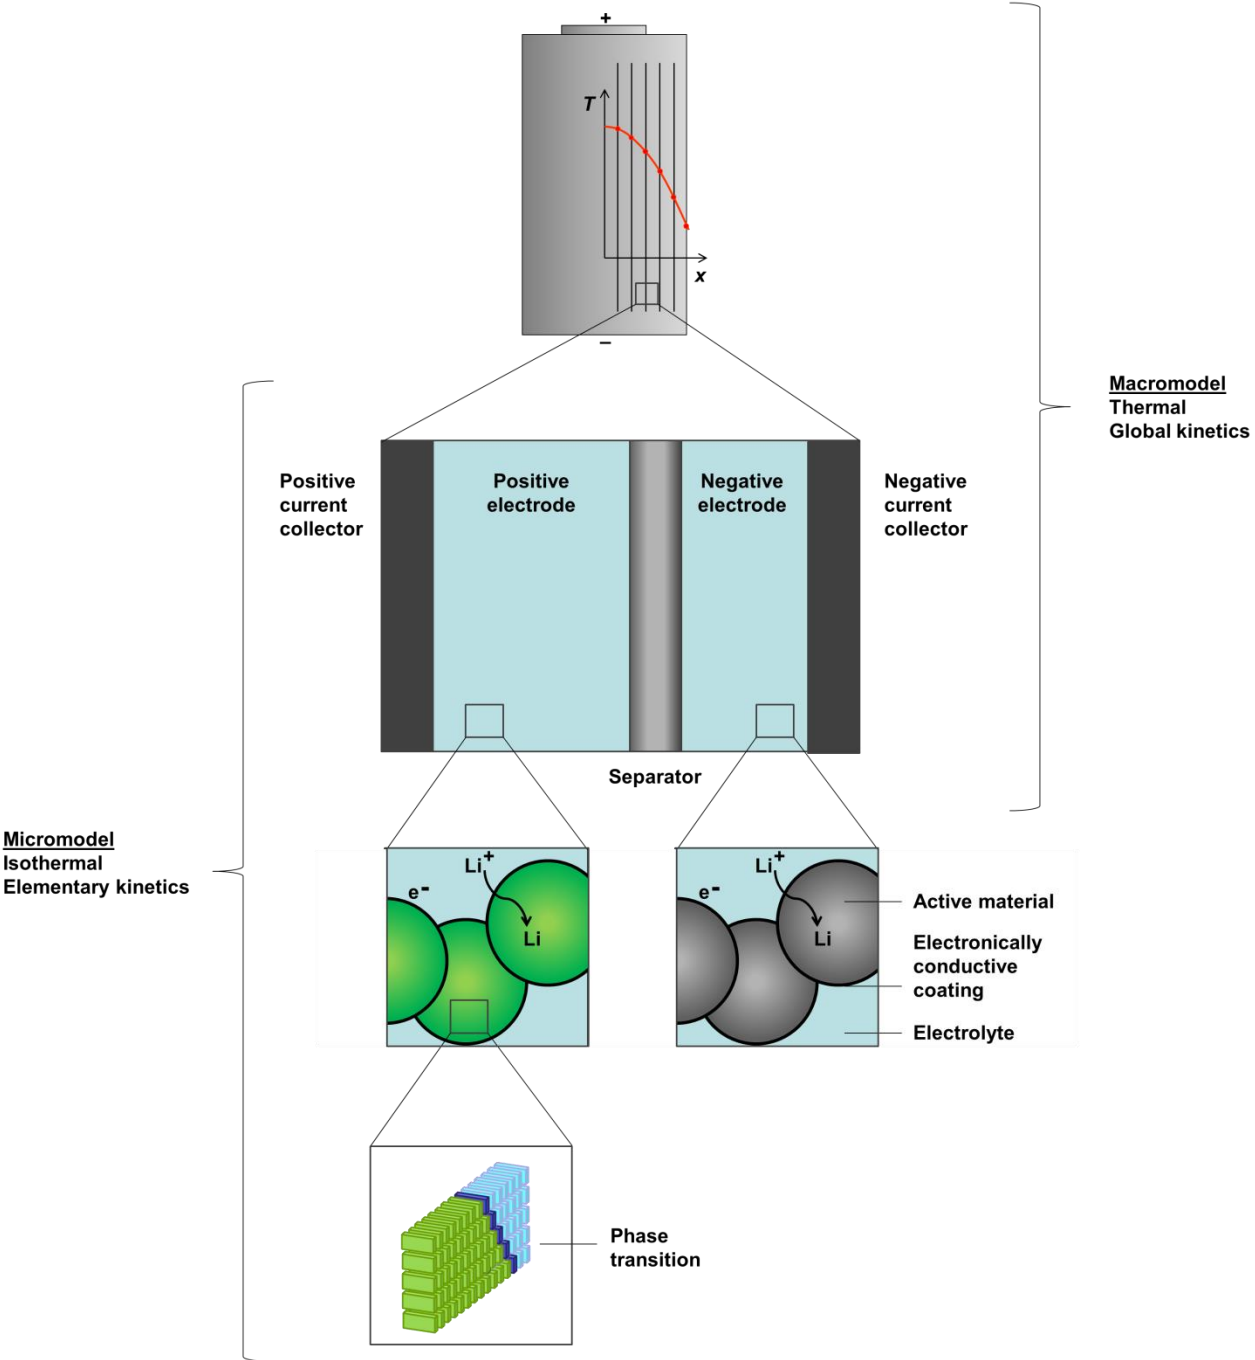 +
T
x
–
Macromodel
Thermal
Global kinetics
Positive
current
collector
Positive
electrode
Negative
electrode
Negative
current
collector
Separator
Micromodel
Isothermal
Elementary kinetics
Li+
e-
Li
Li+
e-
Li
Active material
Electronically
conductive
coating
Electrolyte
Phase
transition